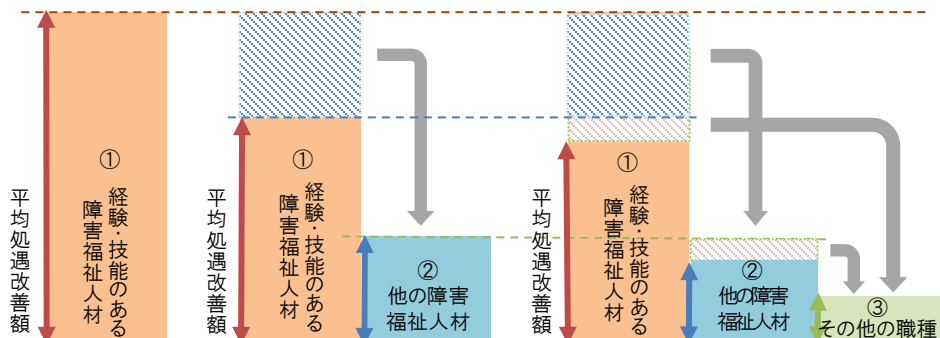 平均処遇改善額
①
経験・技能のある
障害福祉人材
平均処遇改善額
①
経験・技能のある
障害福祉人材
②
他の障害
福祉人材
平均処遇改善額
①
経験・技能のある
障害福祉人材
②
他の障害
福祉人材
③
その他の職種